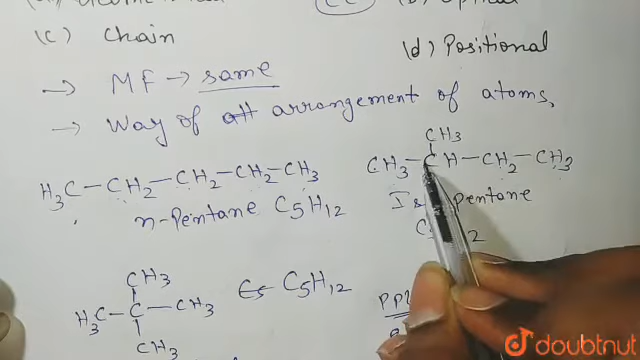 (c) Chain
(d) Positional
→ MF → same
→ Way of arrangement of atoms,
H3C-CH2-CH2-CH2-CH3
n-Pentane C5H12
CH3
CH3-CH-CH2-CH3
Pentane
CH3
H3C-C-CH3
CH3
C5H12
doubtnut